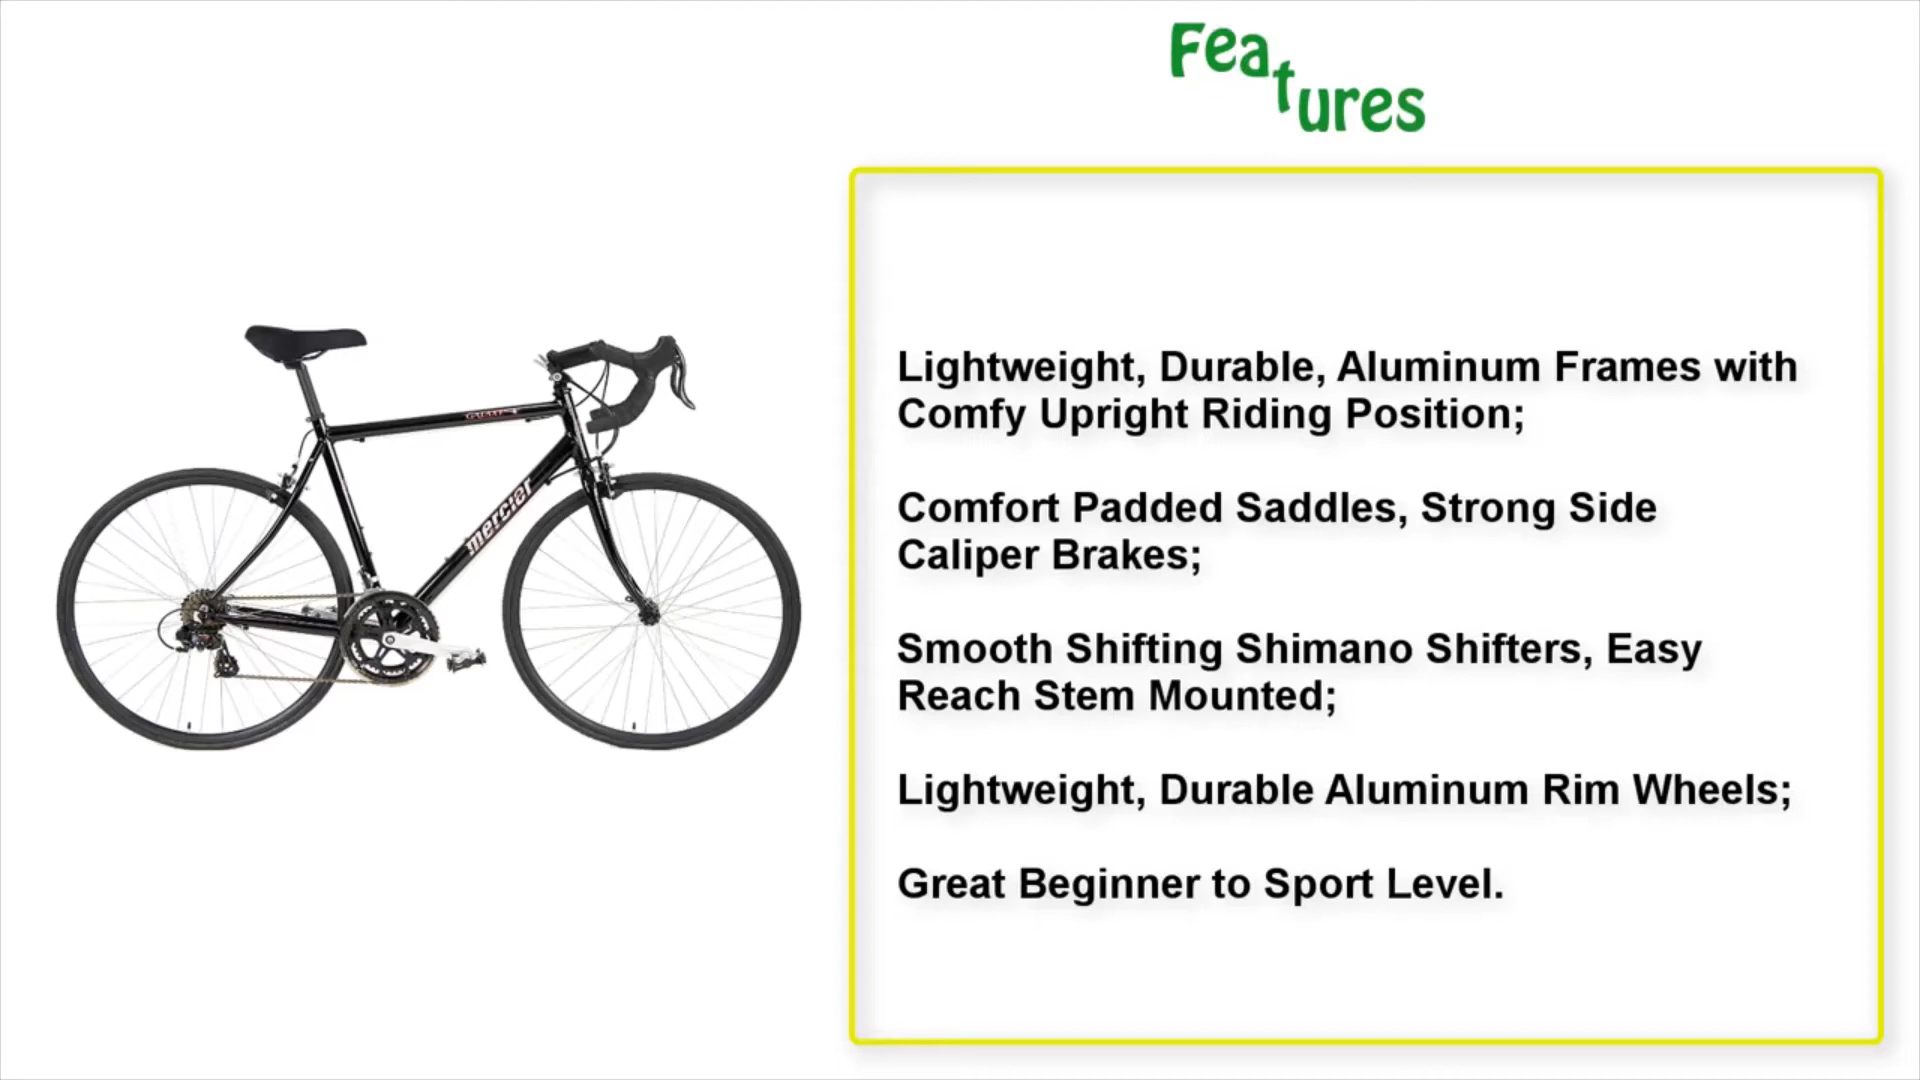 Features
Lightweight, Durable, Aluminum Frames with
Comfy Upright Riding Position;
Comfort Padded Saddles, Strong Side
Caliper Brakes;
Smooth Shifting Shimano Shifters, Easy
Reach Stem Mounted;
Lightweight, Durable Aluminum Rim Wheels;
Great Beginner to Sport Level.
mercier